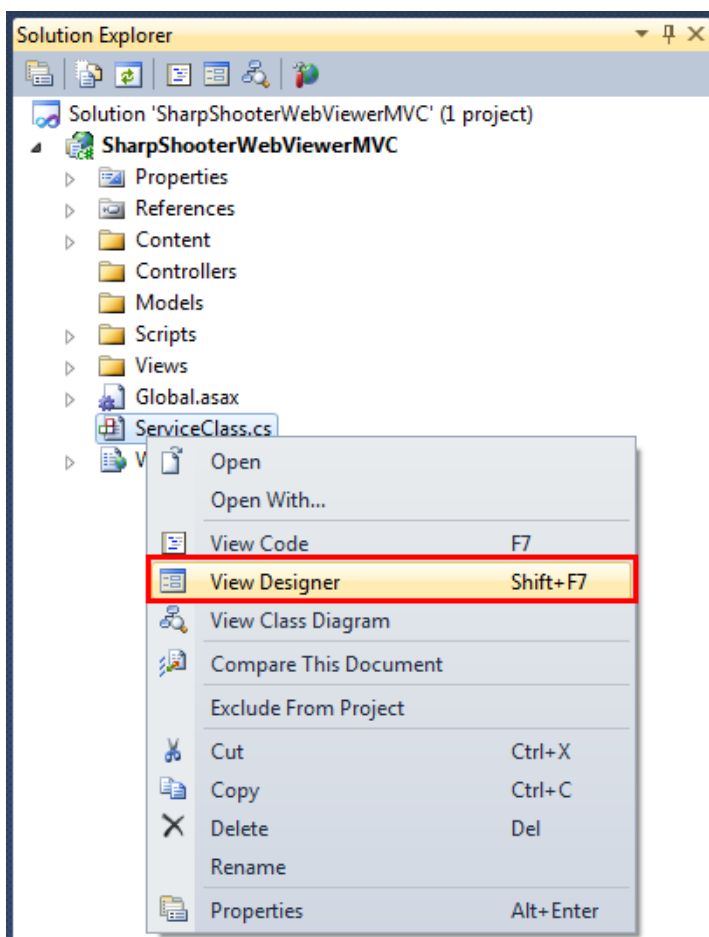 Solution Explorer
Solution 'SharpShooterWebViewerMVC' (1 project)
SharpShooterWebViewerMVC
Properties
References
Content
Controllers
Models
Scripts
Views
Global.asax
ServiceClass.cs
Open
Open With...
View Code F7
View Designer Shift+F7
View Class Diagram
Compare This Document
Exclude From Project
Cut Ctrl+X
Copy Ctrl+C
Delete Del
Rename
Properties Alt+Enter